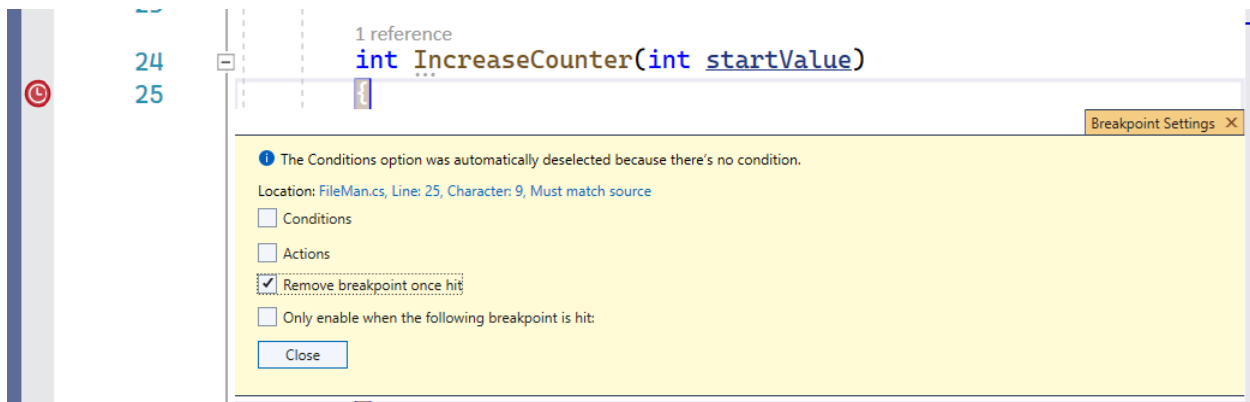 1 reference
24 int IncreaseCounter(int startValue)
25 {
Breakpoint Settings
The Conditions option was automatically deselected because there's no condition.
Location: FileMan.cs, Line: 25, Character: 9, Must match source
Conditions
Actions
Remove breakpoint once hit
Only enable when the following breakpoint is hit:
Close